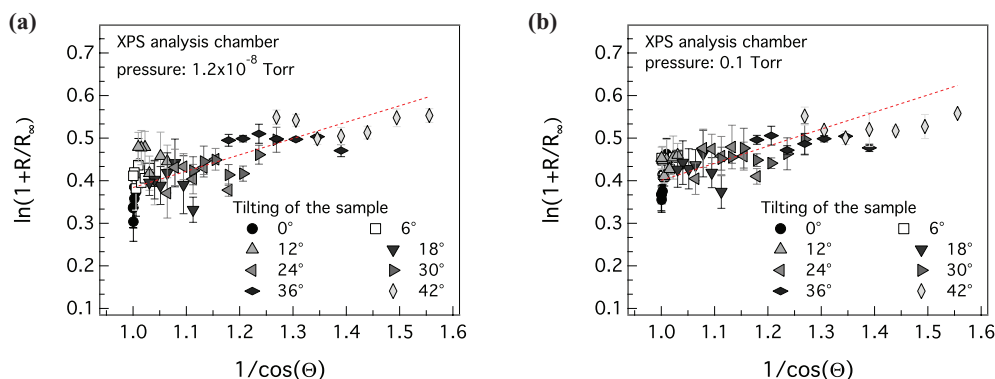 (a)
XPS analysis chamber
pressure: 1.2x10⁻⁸ Torr
ln(1+R/R∞)
0.7
0.6
0.5
0.4
0.3
0.2
0.1
Tilting of the sample
0° 6°
12° 18°
24° 30°
36° 42°
1.0 1.1 1.2 1.3 1.4 1.5 1.6
1/cos(Θ)
(b)
XPS analysis chamber
pressure: 0.1 Torr
ln(1+R/R∞)
0.7
0.6
0.5
0.4
0.3
0.2
0.1
Tilting of the sample
0° 6°
12° 18°
24° 30°
36° 42°
1.0 1.1 1.2 1.3 1.4 1.5 1.6
1/cos(Θ)